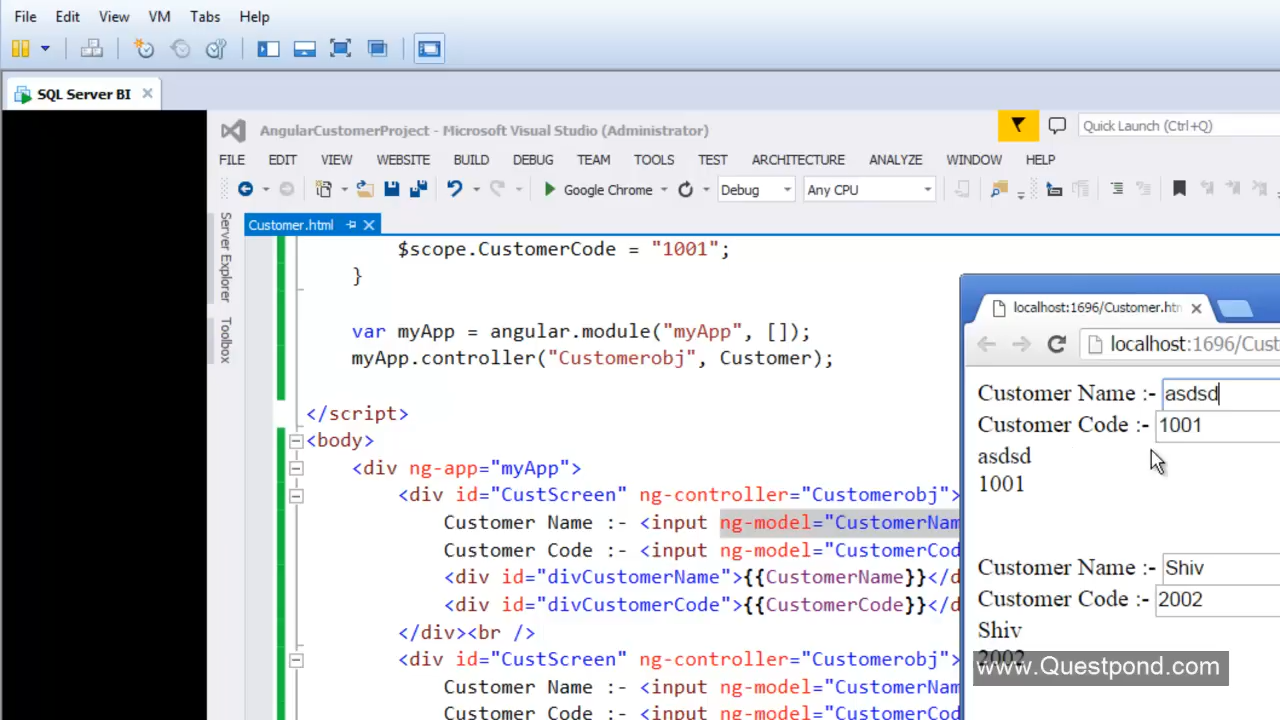 File Edit View VM Tabs Help
SQL Server BI
AngularCustomerProject - Microsoft Visual Studio (Administrator)
Quick Launch (Ctrl+Q)
FILE EDIT VIEW WEBSITE BUILD DEBUG TEAM TOOLS TEST ARCHITECTURE ANALYZE WINDOW HELP
Google Chrome Debug Any CPU
Server Explorer
Toolbox
Customer.html
$scope.CustomerCode = "1001";
}
var myApp = angular.module("myApp", []);
myApp.controller("Customerobj", Customer);
</script>
<body>
<div ng-app="myApp">
<div id="CustScreen" ng-controller="Customerobj">
Customer Name :- <input ng-model="CustomerNam
Customer Code :- <input ng-model="CustomerCod
<div id="divCustomerName">{{CustomerName}}</d
<div id="divCustomerCode">{{CustomerCode}}</d
</div><br />
<div id="CustScreen" ng-controller="Customerobj">
Customer Name :- <input ng-model="CustomerNam
Customer Code :- <input ng-model="CustomerCod
localhost:1696/Customer.htm
localhost:1696/Cust
Customer Name :- asdsd
Customer Code :- 1001
asdsd
1001
Customer Name :- Shiv
Customer Code :- 2002
Shiv
2002
www.Questpond.com